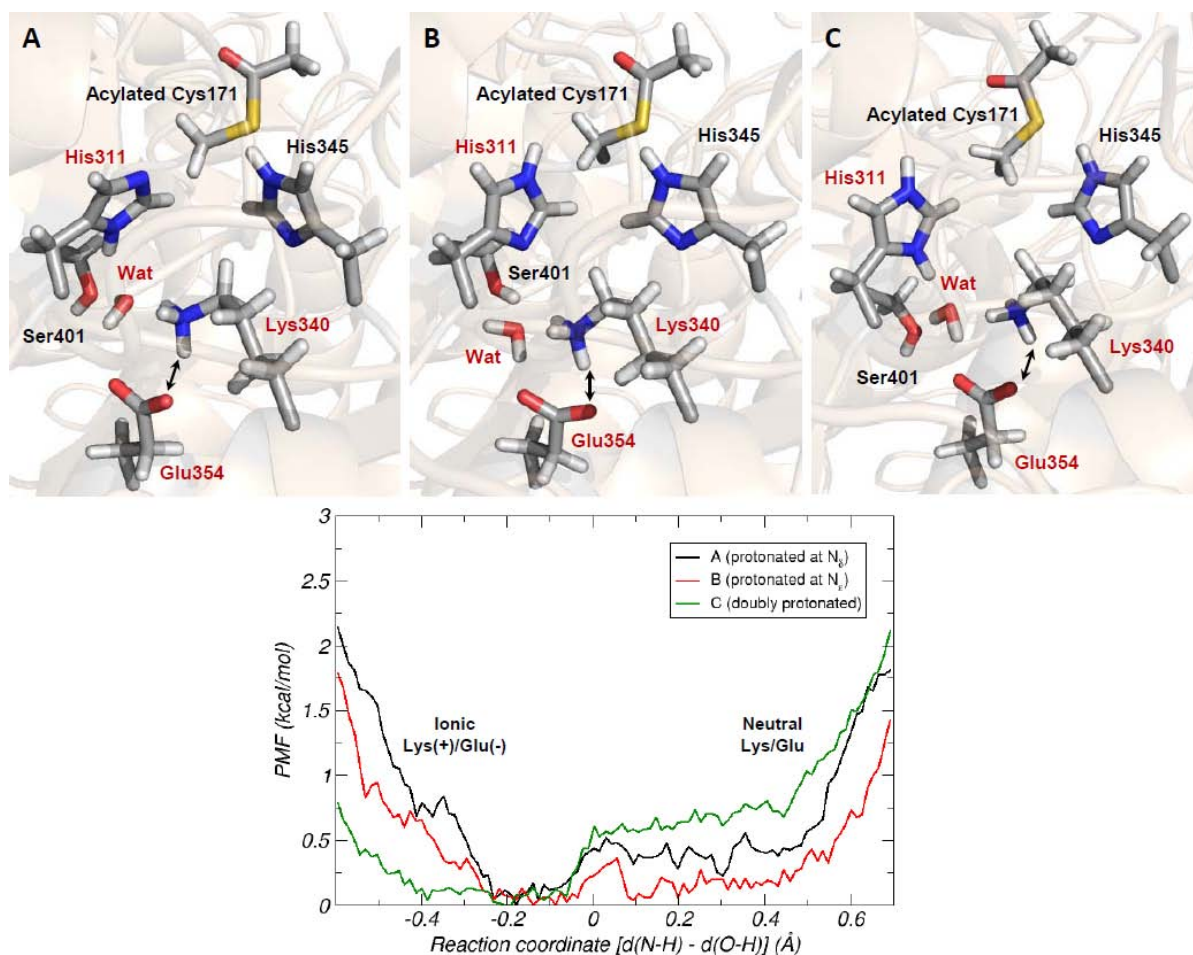 A
Acylated Cys171
His311
His345
Wat
Ser401
Lys340
Glu354
B
Acylated Cys171
His311
His345
Ser401
Wat
Lys340
Glu354
C
Acylated Cys171
His345
His311
Wat
Lys340
Ser401
Glu354
3
2.5
2
1.5
1
0.5
0
PMF (kcal/mol)
A (protonated at Nδ)
B (protonated at Nε)
C (doubly protonated)
Ionic
Lys(+)/Glu(-)
Neutral
Lys/Glu
-0.4
-0.2
0
0.2
0.4
0.6
Reaction coordinate [d(N-H) - d(O-H)] (Å)